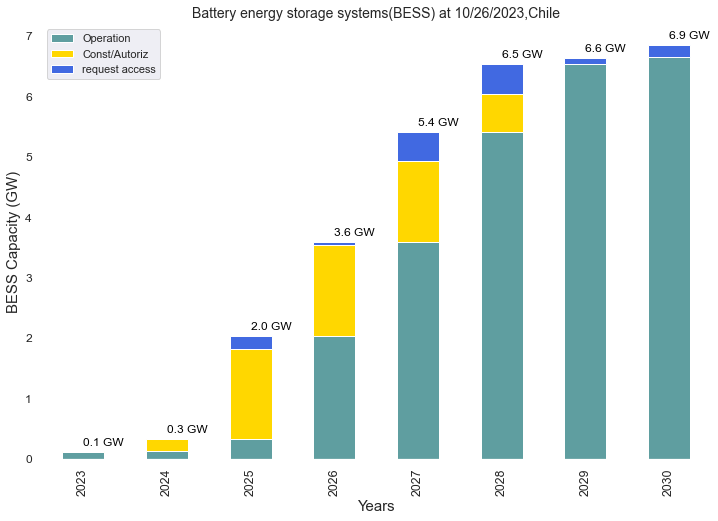 Battery energy storage systems(BESS) at 10/26/2023,Chile
Operation
Const/Autoriz
request access
BESS Capacity (GW)
7
6
5
4
3
2
1
0
0.1 GW
0.3 GW
2.0 GW
3.6 GW
5.4 GW
6.5 GW
6.6 GW
6.9 GW
2023
2024
2025
2026
2027
2028
2029
2030
Years